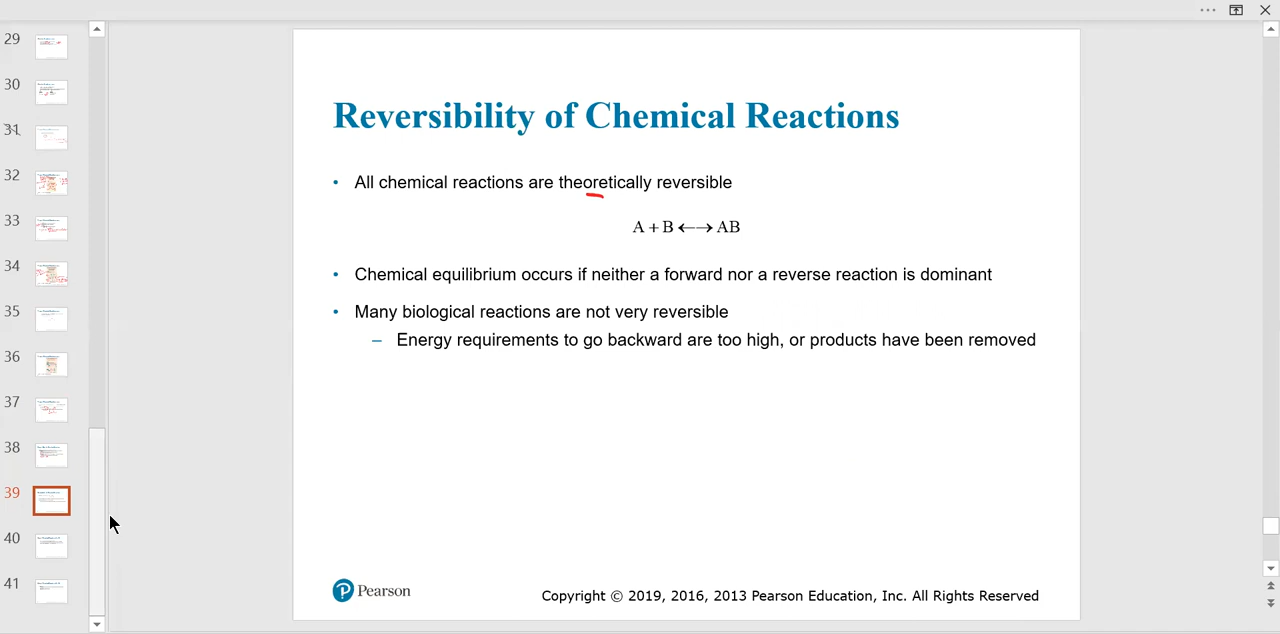 29
30
31
32
33
34
35
36
37
38
39
40
41
Reversibility of Chemical Reactions
• All chemical reactions are theoretically reversible
A + B ⟷ AB
• Chemical equilibrium occurs if neither a forward nor a reverse reaction is dominant
• Many biological reactions are not very reversible
– Energy requirements to go backward are too high, or products have been removed
P Pearson
Copyright © 2019, 2016, 2013 Pearson Education, Inc. All Rights Reserved